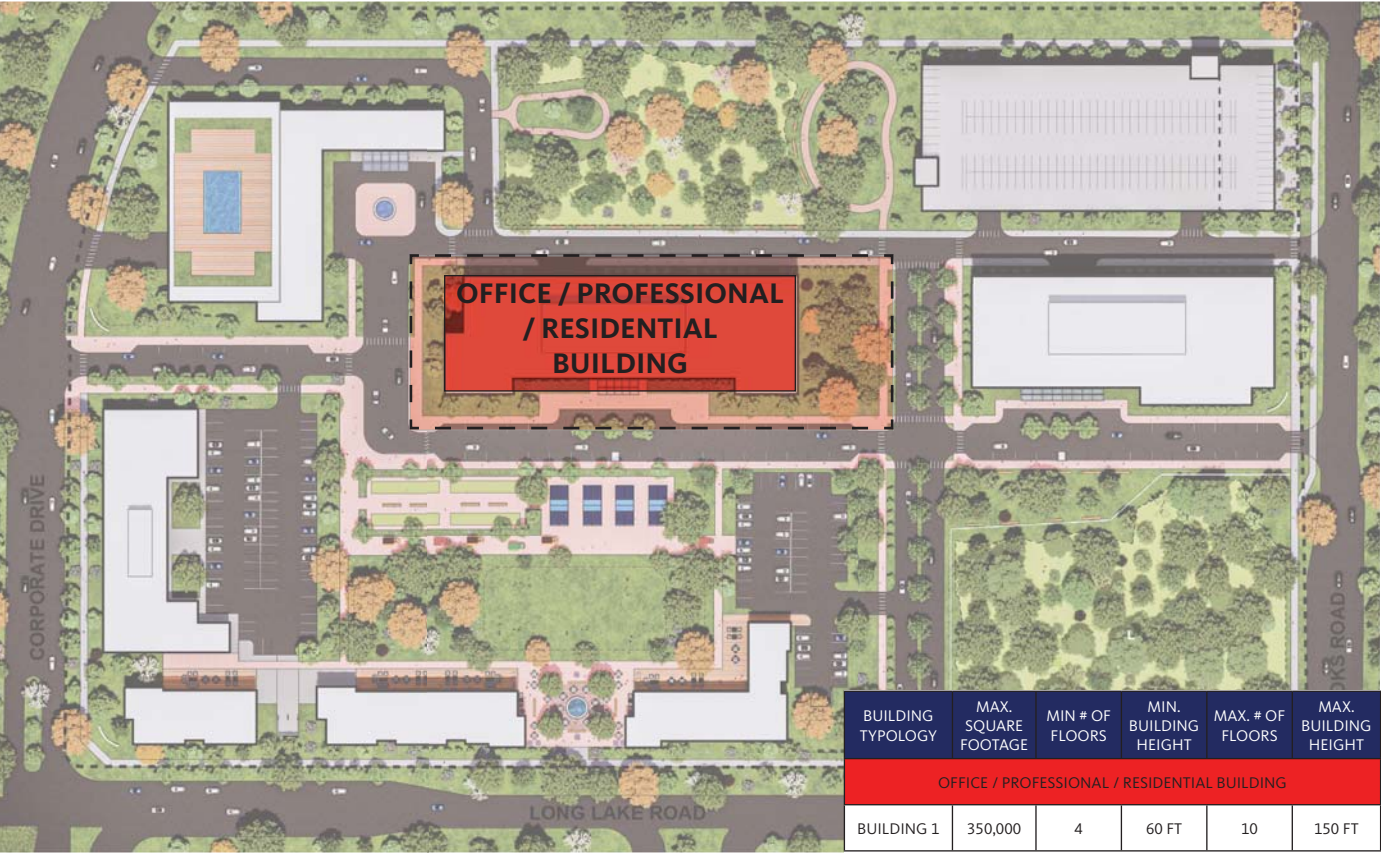 OFFICE / PROFESSIONAL
/ RESIDENTIAL
BUILDING
CORPORATE DRIVE
LONG LAKE ROAD
ROAD
L
BUILDING
TYPOLOGY
MAX.
SQUARE
FOOTAGE
MIN # OF
FLOORS
MIN.
BUILDING
HEIGHT
MAX. # OF
FLOORS
MAX.
BUILDING
HEIGHT
OFFICE / PROFESSIONAL / RESIDENTIAL BUILDING
BUILDING 1
350,000
4
60 FT
10
150 FT